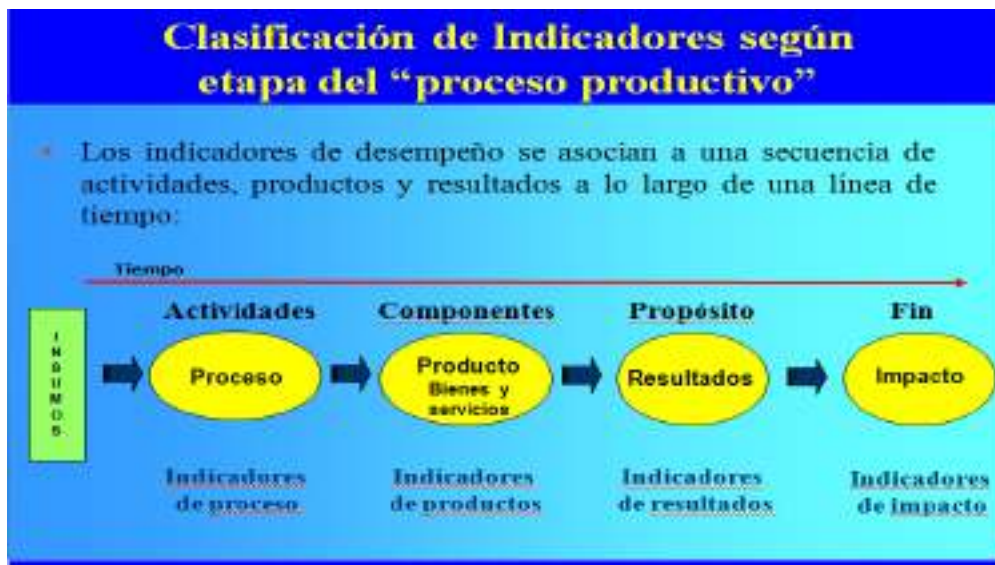 Clasificación de Indicadores según
etapa del “proceso productivo”
Los indicadores de desempeño se asocian a una secuencia de
actividades, productos y resultados a lo largo de una línea de
tiempo:
Tiempo
Actividades Componentes Propósito Fin
INSUMOS
Proceso
Producto
Bienes y
servicios
Resultados
Impacto
Indicadores
de proceso
Indicadores
de productos
Indicadores
de resultados
Indicadores
de impacto